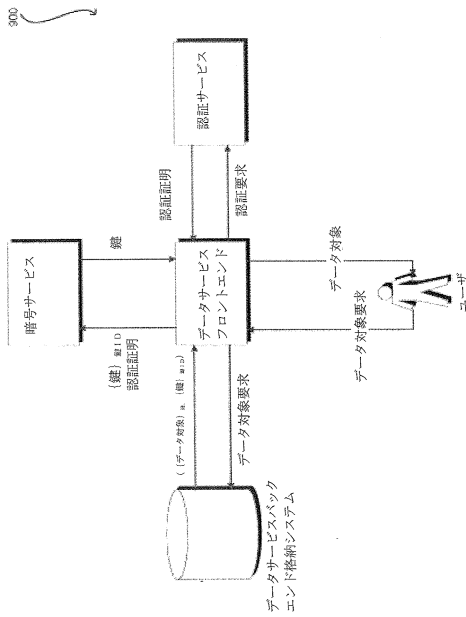 900
認証サービス
認証証明
認証要求
暗号サービス
鍵
{鍵}鍵ID
認証証明
データサービス
フロントエンド
データ対象
データ対象要求
ユーザ
({データ対象}鍵, {鍵}鍵ID)
データ対象要求
データサービスバック
エンド格納システム